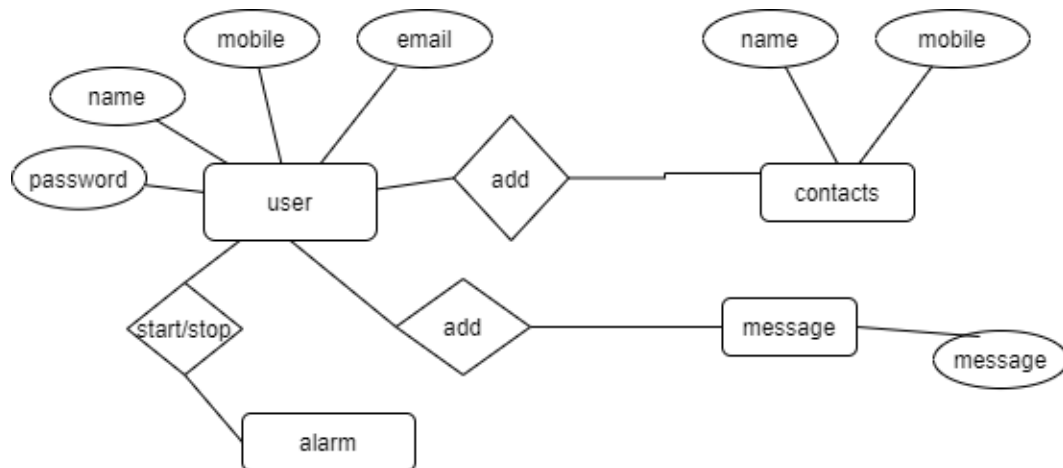 mobile
email
name
mobile
name
password
add
contacts
user
start/stop
add
message
message
alarm